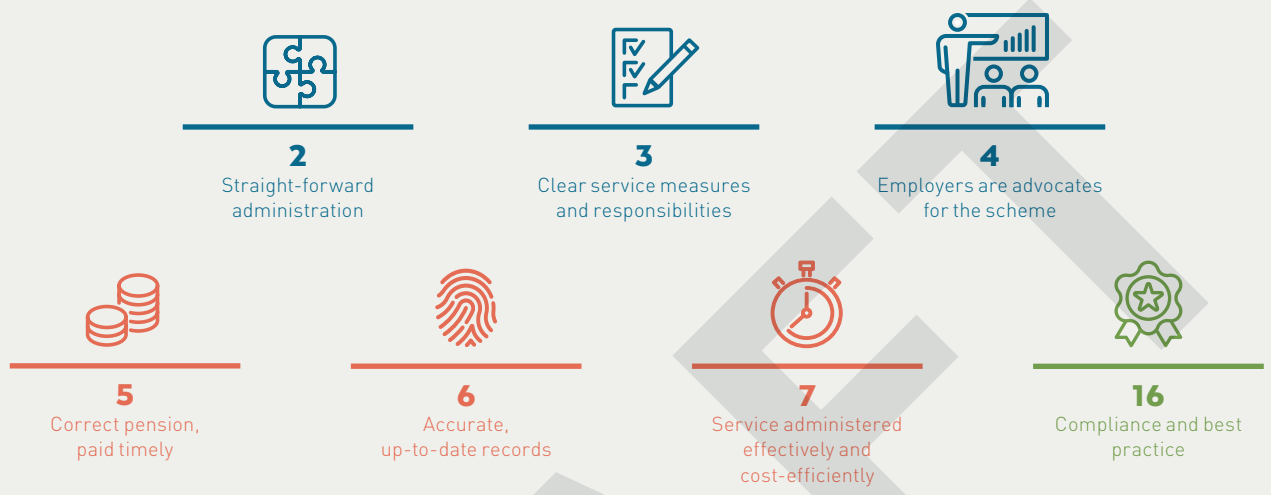 2
Straight-forward
administration
3
Clear service measures
and responsibilities
4
Employers are advocates
for the scheme
5
Correct pension,
paid timely
6
Accurate,
up-to-date records
7
Service administered
effectively and
cost-efficiently
16
Compliance and best
practice